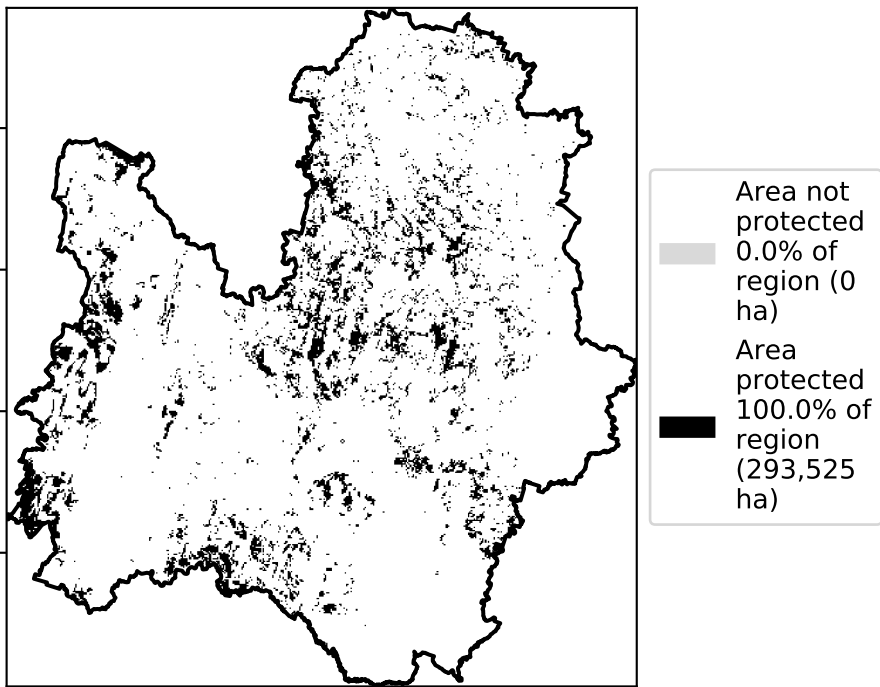 Area not
protected
0.0% of
region (0
ha)
Area
protected
100.0% of
region
(293,525
ha)